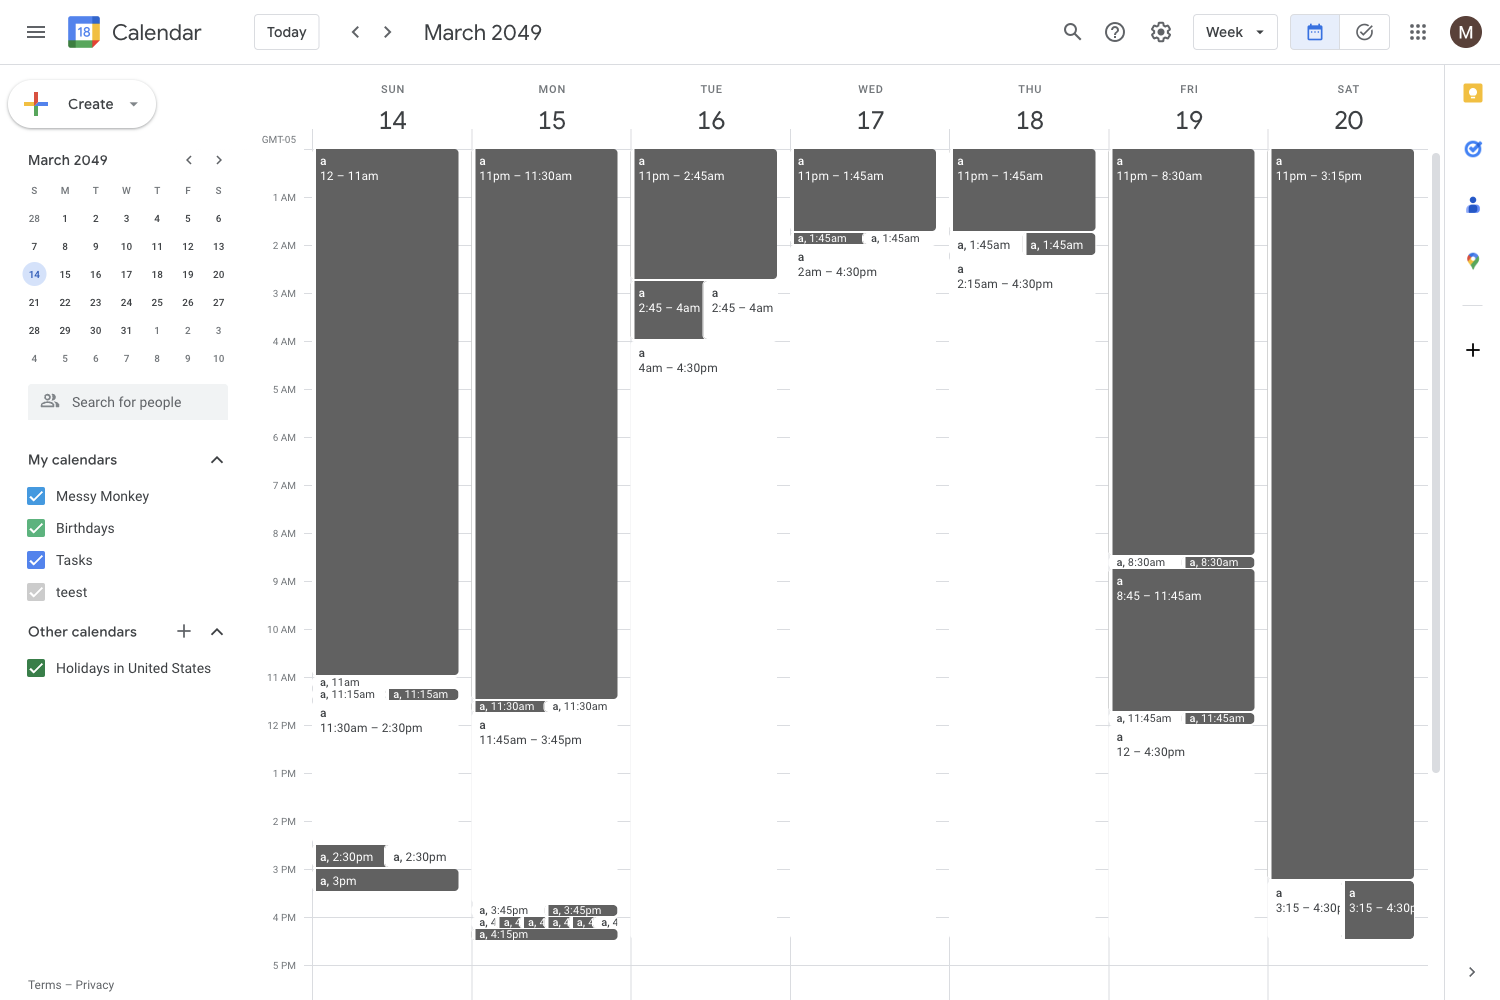 18 Calendar Today March 2049 Week M
Create
March 2049
S M T W T F S
28 1 2 3 4 5 6
7 8 9 10 11 12 13
14 15 16 17 18 19 20
21 22 23 24 25 26 27
28 29 30 31 1 2 3
4 5 6 7 8 9 10
Search for people
My calendars
Messy Monkey
Birthdays
Tasks
teest
Other calendars
Holidays in United States
Terms – Privacy
SUN MON TUE WED THU FRI SAT
14 15 16 17 18 19 20
GMT-05
1 AM
2 AM
3 AM
4 AM
5 AM
6 AM
7 AM
8 AM
9 AM
10 AM
11 AM
12 PM
1 PM
2 PM
3 PM
4 PM
5 PM
a
12 – 11am
a, 11am
a, 11:15am a, 11:15am
a
11:30am – 2:30pm
a, 2:30pm a, 2:30pm
a, 3pm
a
11pm – 11:30am
a, 11:30am a, 11:30am
a
11:45am – 3:45pm
a, 3:45pm a, 3:45pm
a, 4 a, 4 a, 4 a, 4 a, 4 a, 4
a, 4:15pm
a
11pm – 2:45am
a a
2:45 – 4am 2:45 – 4am
a
4am – 4:30pm
a
11pm – 1:45am
a, 1:45am a, 1:45am
a
2am – 4:30pm
a
11pm – 1:45am
a, 1:45am a, 1:45am
a
2:15am – 4:30pm
a
11pm – 8:30am
a, 8:30am a, 8:30am
a
8:45 – 11:45am
a, 11:45am a, 11:45am
a
12 – 4:30pm
a
11pm – 3:15pm
a a
3:15 – 4:30p 3:15 – 4:30p